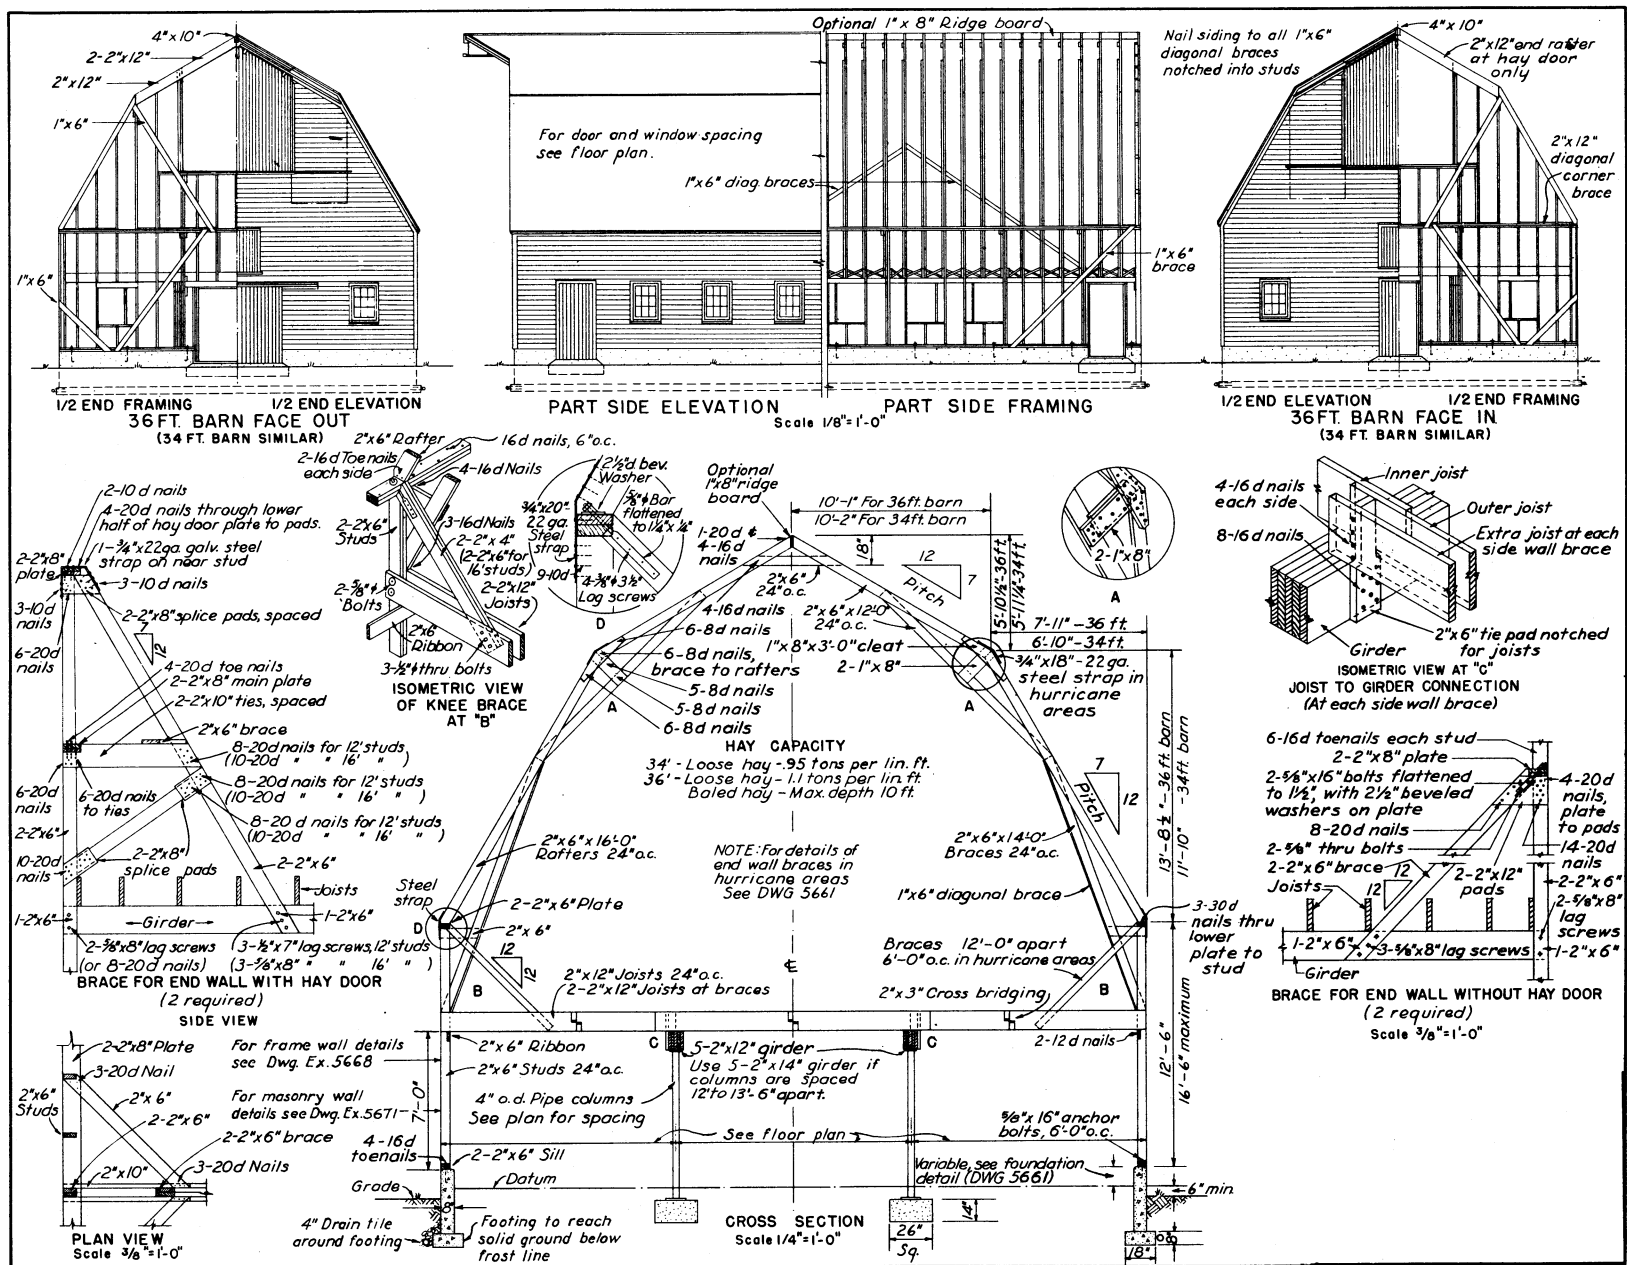 4"x10"
2-2"x12"
2"x12"
1"x6"
1"x6"
1/2 END FRAMING
1/2 END ELEVATION
36 FT. BARN FACE OUT
(34 FT. BARN SIMILAR)
Optional 1"x 8" Ridge board
For door and window spacing
see floor plan.
1"x6" diag. braces
1"x6"
brace
PART SIDE ELEVATION
PART SIDE FRAMING
Scale 1/8"=1'-0"
Nail siding to all 1"x6"
diagonal braces
notched into studs
4"x10"
2"x12" end rafter
at hay door
only
2"x12"
diagonal
corner
brace
1/2 END ELEVATION
1/2 END FRAMING
36 FT. BARN FACE IN
(34 FT. BARN SIMILAR)
2-10 d nails
4-20d nails through lower
half of hay door plate to pads.
1-3/4"x22ga. galv. steel
strap on near stud
2-2"x8"
plate
3-10 d nails
3-10d
nails
2-2"x8" splice pads, spaced
7
12
6-20d
nails
4-20d toe nails
2-2"x8" main plate
2-2"x10" ties, spaced
2"x6" brace
8-20d nails for 12' studs
(10-20d " " 16' ")
6-20d
nails
6-20d nails
to ties
8-20d nails for 12' studs
(10-20d " " 16' ")
8-20 d nails for 12' studs
(10-20d " " 16' ")
2-2"x6"
10-20d
nails
2-2"x8"
splice pads
2-2"x6"
Joists
1-2"x6"
Girder
1-2"x6"
2-5/8"x8" lag screws
(or 8-20d nails)
(3-1/2"x7" lag screws, 12' studs
(3-5/8"x8" " " 16' ")
BRACE FOR END WALL WITH HAY DOOR
(2 required)
SIDE VIEW
2"x6" Rafter
16d nails, 6"o.c.
2-16d Toe nails
each side
4-16d Nails
2-2"x6"
Studs
3-16d Nails
2-2"x 4"
(2-2"x6" for
16' studs)
2-2"x12"
Joists
2-5/8"ϕ
Bolts
2"x6"
Ribbon
3-1/2"ϕ thru bolts
ISOMETRIC VIEW
OF KNEE BRACE
AT "B"
2 1/2"d bev.
Washer
3/4"x20"
22 ga.
Steel
strap
5/8"ϕ Bar
flattened
to 1 1/4"x 1/4"
9-10d
4-3/8"ϕ 3 1/2"
Lag screws
D
Optional
1"x8" ridge
board
1-20d &
4-16d
nails
10'-1" For 36ft. barn
10'-2" For 34ft. barn
18"
2"x6"
24"o.c.
12
7
Pitch
5'-10 1/2"-36ft.
5'-11 1/4"-34ft.
4-16d nails
2"x6"x12'-0"
24"o.c.
7'-11"-36 ft.
6'-10"-34ft.
6-8d nails
1"x8"x3'-0" cleat
6-8d nails,
brace to rafters
2-1"x8"
3/4"x18"-22ga.
steel strap in
hurricane
areas
5-8d nails
5-8d nails
6-8d nails
A
A
2-1"x8"
A
HAY CAPACITY
34' - Loose hay-.95 tons per lin. ft.
36' - Loose hay- 1.1 tons per lin. ft.
Baled hay - Max. depth 10 ft.
7
12
Pitch
13'-8 1/2"-36ft. barn
11'-10" -34ft. barn
2"x6"x16'-0"
Rafters 24"o.c.
NOTE: For details of
end wall braces in
hurricane areas
See DWG 5661
2"x6"x14'-0"
Braces 24"o.c.
1"x6" diagunal brace
Steel
strap
D
2-2"x6" Plate
2"x 6"
12
12
3-30d
nails thru
lower
plate to
stud
Braces 12'-0" apart
6'-0"o.c. in hurricane areas
B
2"x12" Joists 24"o.c.
2-2"x12" Joists at braces
℄
2"x3" Cross bridging
B
2"x6" Ribbon
C
5-2"x12" girder
C
2-12 d nails
Use 5-2"x14" girder if
columns are spaced
12' to 13'-6" apart.
2"x6" Studs 24"o.c.
7'-0"
12'-6"
16'-6" maximum
4" o.d. Pipe columns
See plan for spacing
See floor plan
5/8"x 16" anchor
bolts, 6'-0"o.c.
For frame wall details
see Dwg. Ex. 5668
For masonry wall
details see Dwg. Ex. 5671
4-16d
toenails
2-2"x6" Sill
Datum
Grade
8"
Variable, see foundation
detail (DWG 5661)
6" min.
4" Drain tile
around footing
Footing to reach
solid ground below
frost line
CROSS SECTION
Scale 1/4"=1'-0"
14"
26"
Sq.
18"
8"
2-2"x8" Plate
3-20d Nail
2"x6"
Studs
2"x 6"
2-2"x6"
2-2"x6" brace
2"x10"
3-20d Nails
PLAN VIEW
Scale 3/8"=1'-0"
4-16 d nails
each side
8-16d nails
Inner joist
Outer joist
Extra joist at each
side wall brace
2"x6" tie pad notched
for joists
Girder
ISOMETRIC VIEW AT "C"
JOIST TO GIRDER CONNECTION
(At each side wall brace)
6-16d toenails each stud
2-2"x8" plate
2-5/8"x16" bolts flattened
to 1 1/2", with 2 1/2" beveled
washers on plate
4-20d
nails,
plate
to pads
8-20d nails
2-5/8" thru bolts
14-20d
nails
2-2"x6" brace
12
12
2-2"x12"
pads
Joists
2-2"x6"
2-5/8"x8"
lag
screws
1-2"x 6"
3-5/8"x8" lag screws
1-2"x 6"
Girder
BRACE FOR END WALL WITHOUT HAY DOOR
(2 required)
Scale 3/8"=1'-0"